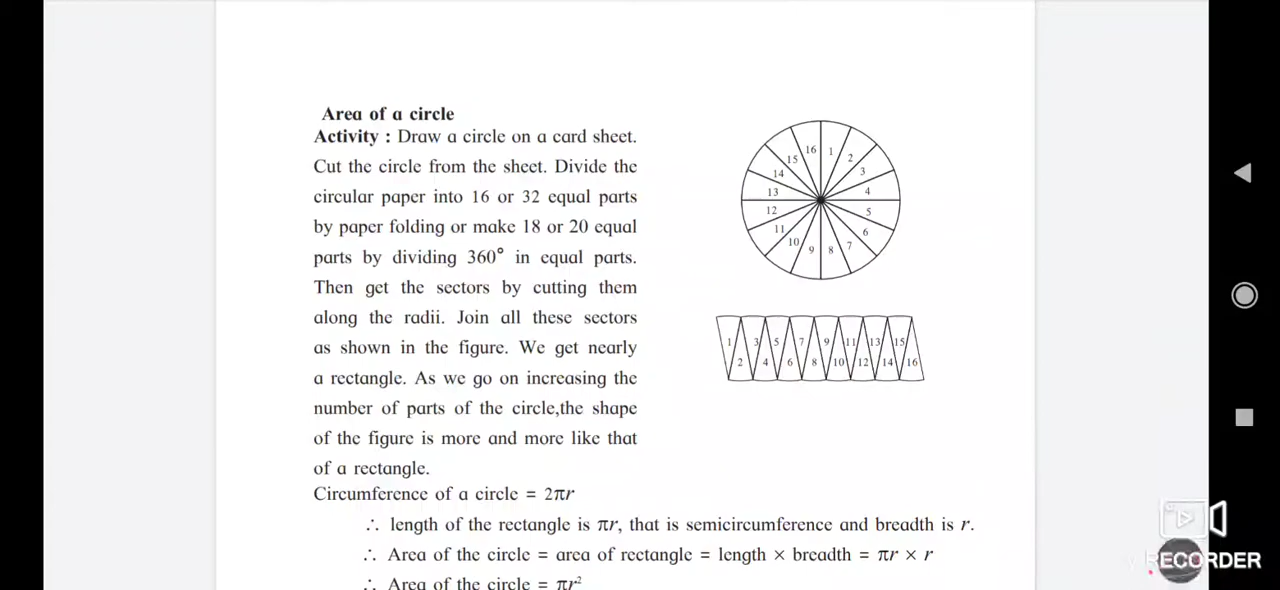 Area of a circle
Activity : Draw a circle on a card sheet.
Cut the circle from the sheet. Divide the
circular paper into 16 or 32 equal parts
by paper folding or make 18 or 20 equal
parts by dividing 360° in equal parts.
Then get the sectors by cutting them
along the radii. Join all these sectors
as shown in the figure. We get nearly
a rectangle. As we go on increasing the
number of parts of the circle,the shape
of the figure is more and more like that
of a rectangle.
16 1
15 2
14 3
13 4
12 5
11 6
10 7
9 8
1 3 5 7 9 11 13 15
2 4 6 8 10 12 14 16
Circumference of a circle = 2πr
∴ length of the rectangle is πr, that is semicircumference and breadth is r.
∴ Area of the circle = area of rectangle = length × breadth = πr × r
∴ Area of the circle = πr²
RECORDER